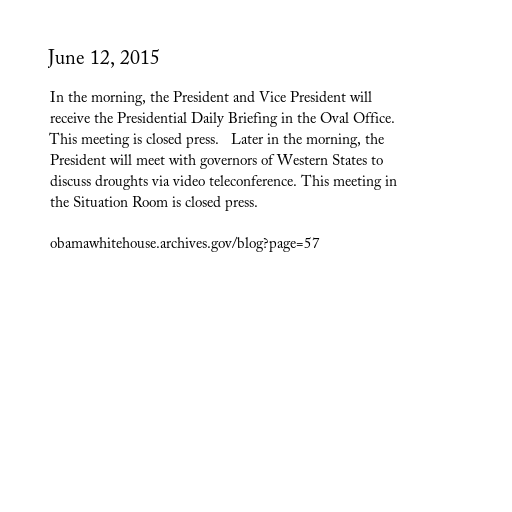 June 12, 2015
In the morning, the President and Vice President will
receive the Presidential Daily Briefing in the Oval Office.
This meeting is closed press.   Later in the morning, the
President will meet with governors of Western States to
discuss droughts via video teleconference. This meeting in
the Situation Room is closed press.
obamawhitehouse.archives.gov/blog?page=57